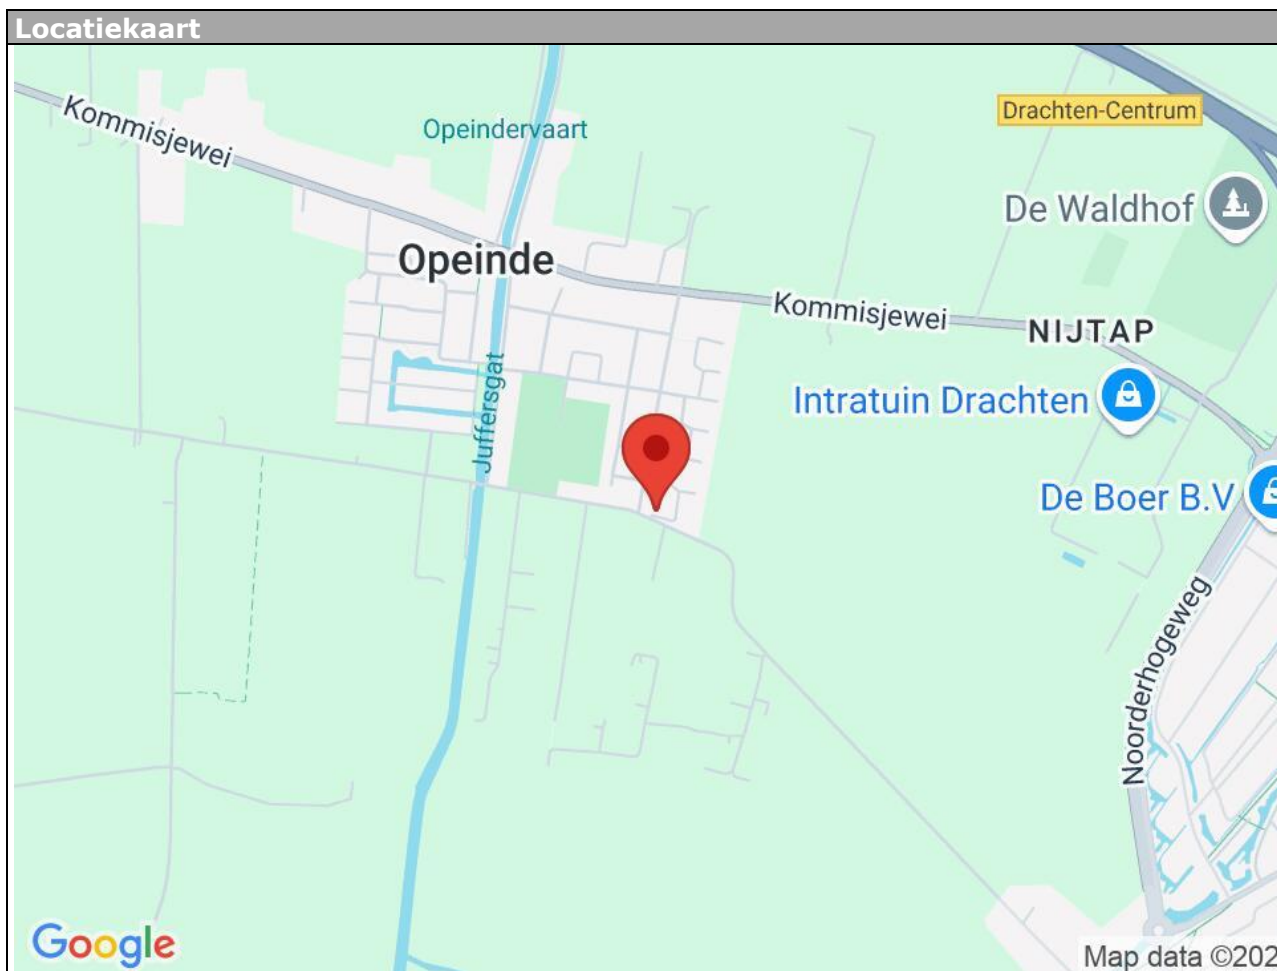 Locatiekaart
Kommisjewei
Opeindervaart
Drachten-Centrum
De Waldhof
Opeinde
Kommisjewei
NIJTAP
Juffersgat
Intratuin Drachten
De Boer B.V
Noorderhogeweg
Google
Map data ©202